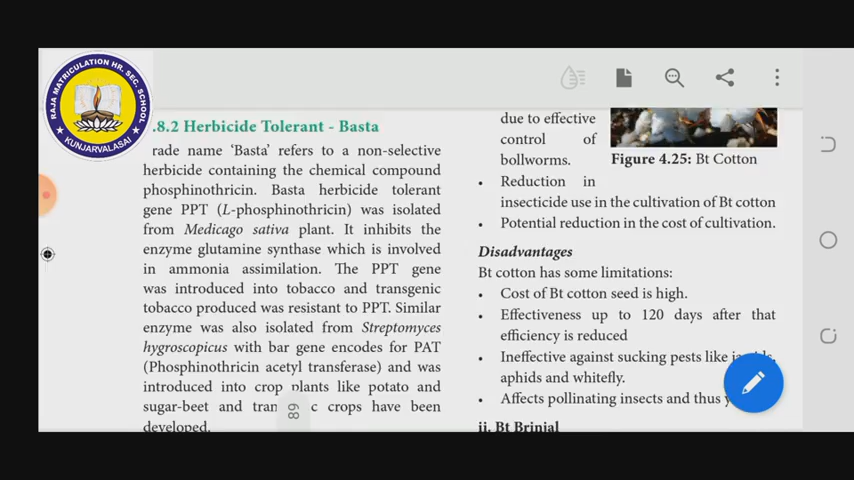 RAJA MATRICULATION HR. SEC. SCHOOL
KUNJARVALASAI
.8.2 Herbicide Tolerant - Basta
rade name ‘Basta’ refers to a non-selective
herbicide containing the chemical compound
phosphinothricin. Basta herbicide tolerant
gene PPT (L-phosphinothricin) was isolated
from Medicago sativa plant. It inhibits the
enzyme glutamine synthase which is involved
in ammonia assimilation. The PPT gene
was introduced into tobacco and transgenic
tobacco produced was resistant to PPT. Similar
enzyme was also isolated from Streptomyces
hygroscopicus with bar gene encodes for PAT
(Phosphinothricin acetyl transferase) and was
introduced into crop plants like potato and
sugar-beet and tran c crops have been
developed.
89
due to effective
control of
bollworms.
Figure 4.25: Bt Cotton
• Reduction in
insecticide use in the cultivation of Bt cotton
• Potential reduction in the cost of cultivation.
Disadvantages
Bt cotton has some limitations:
• Cost of Bt cotton seed is high.
• Effectiveness up to 120 days after that
efficiency is reduced
• Ineffective against sucking pests like
aphids and whitefly.
• Affects pollinating insects and thus
ii. Bt Brinjal